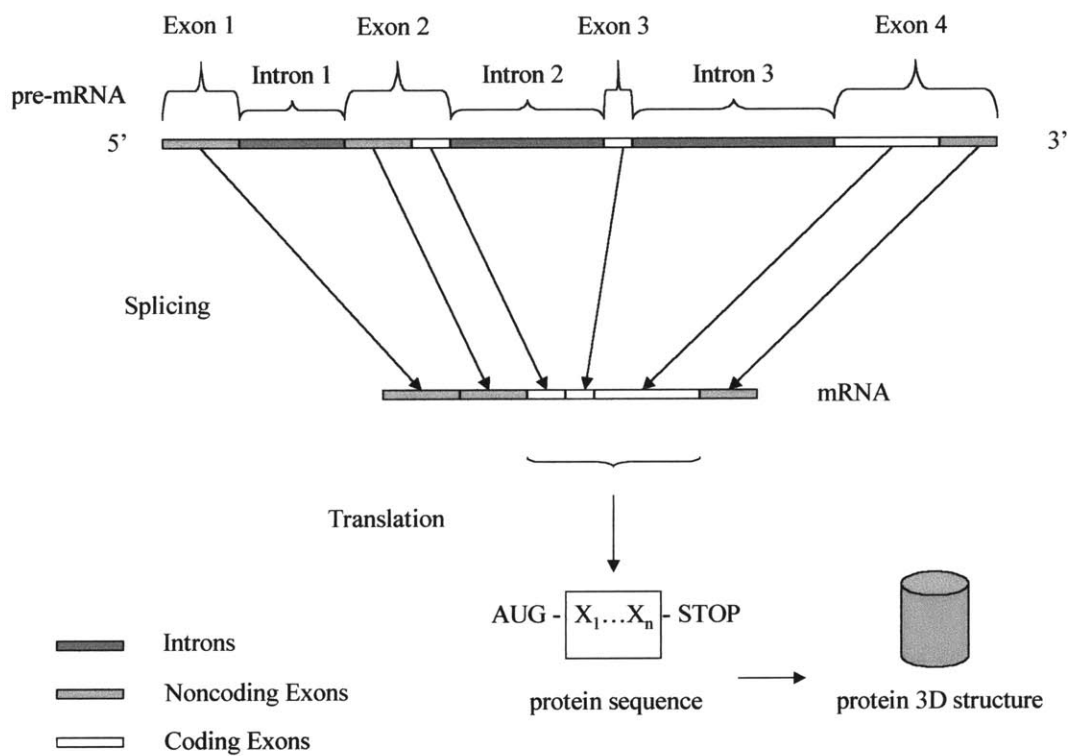 Exon 1 Exon 2 Exon 3 Exon 4
Intron 1 Intron 2 Intron 3
pre-mRNA
5’ 3’
Splicing
mRNA
Translation
AUG - X1…Xn - STOP
protein sequence
protein 3D structure
Introns
Noncoding Exons
Coding Exons